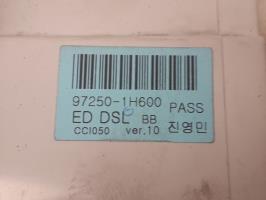 97250-1H600 PASS
ED DSL BB
CCI050 ver.10 진영민